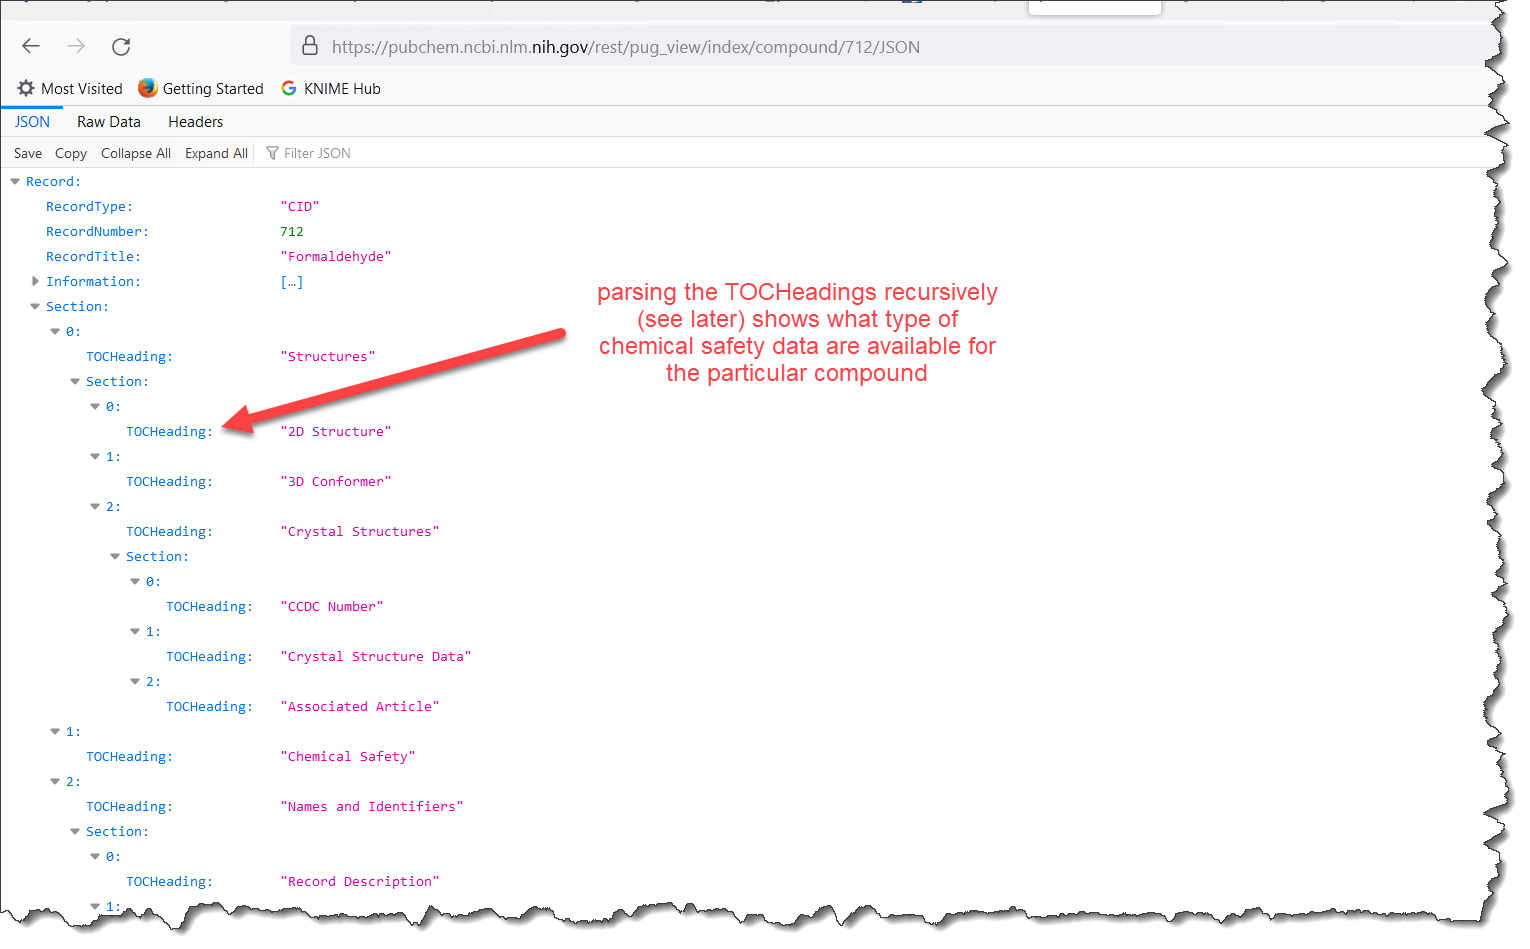 https://pubchem.ncbi.nlm.nih.gov/rest/pug_view/index/compound/712/JSON
Most Visited Getting Started KNIME Hub
JSON Raw Data Headers
Save Copy Collapse All Expand All Filter JSON
Record:
RecordType: "CID"
RecordNumber: 712
RecordTitle: "Formaldehyde"
Information: […]
parsing the TOCHeadings recursively
(see later) shows what type of
chemical safety data are available for
the particular compound
Section:
0:
TOCHeading: "Structures"
Section:
0:
TOCHeading: "2D Structure"
1:
TOCHeading: "3D Conformer"
2:
TOCHeading: "Crystal Structures"
Section:
0:
TOCHeading: "CCDC Number"
1:
TOCHeading: "Crystal Structure Data"
2:
TOCHeading: "Associated Article"
1:
TOCHeading: "Chemical Safety"
2:
TOCHeading: "Names and Identifiers"
Section:
0:
TOCHeading: "Record Description"
1: